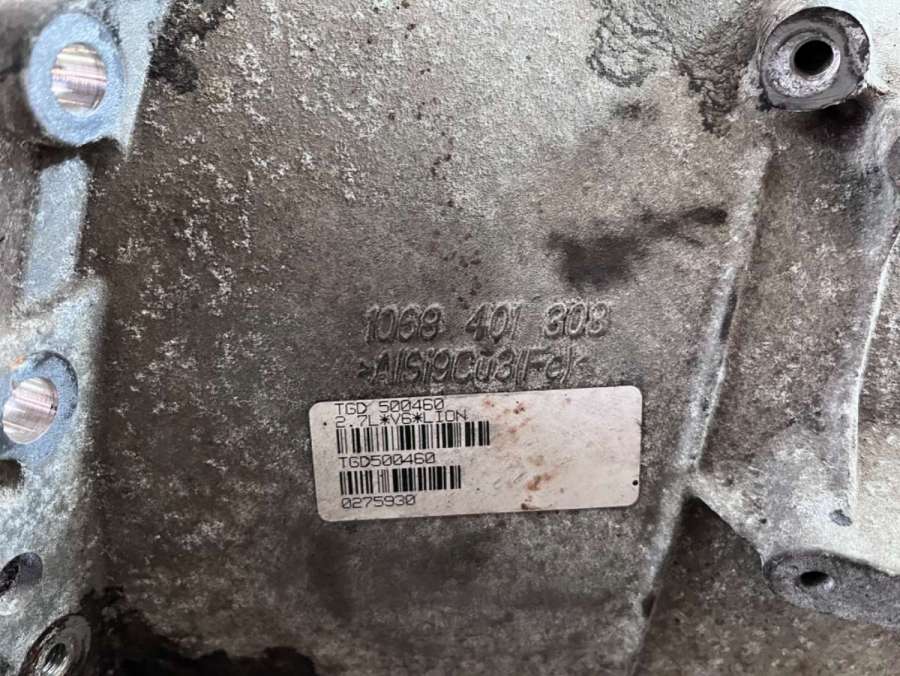 1068 401 308
>AlSi9Cu3(Fe)<
TGD 500460
2.7L*V6*LION
TGD500460
0275930